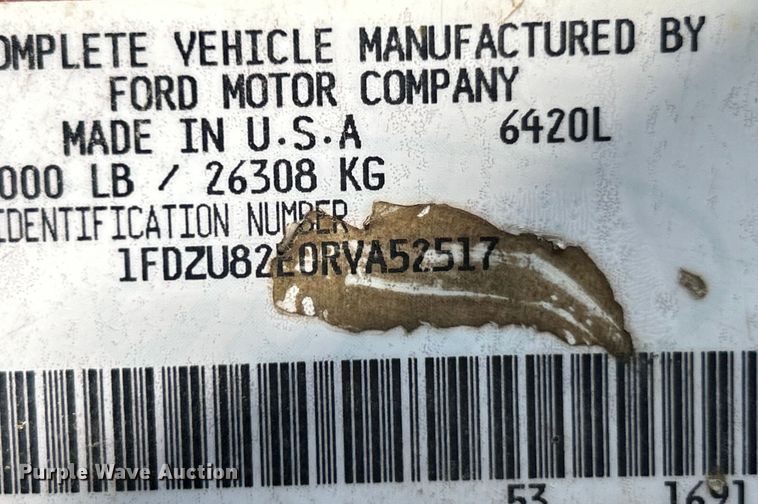 OMPLETE VEHICLE MANUFACTURED BY
FORD MOTOR COMPANY
MADE IN U.S.A 6420L
000 LB / 26308 KG
IDENTIFICATION NUMBER
1FDZU82E0RVA52517
53 1691
Purple Wave Auction